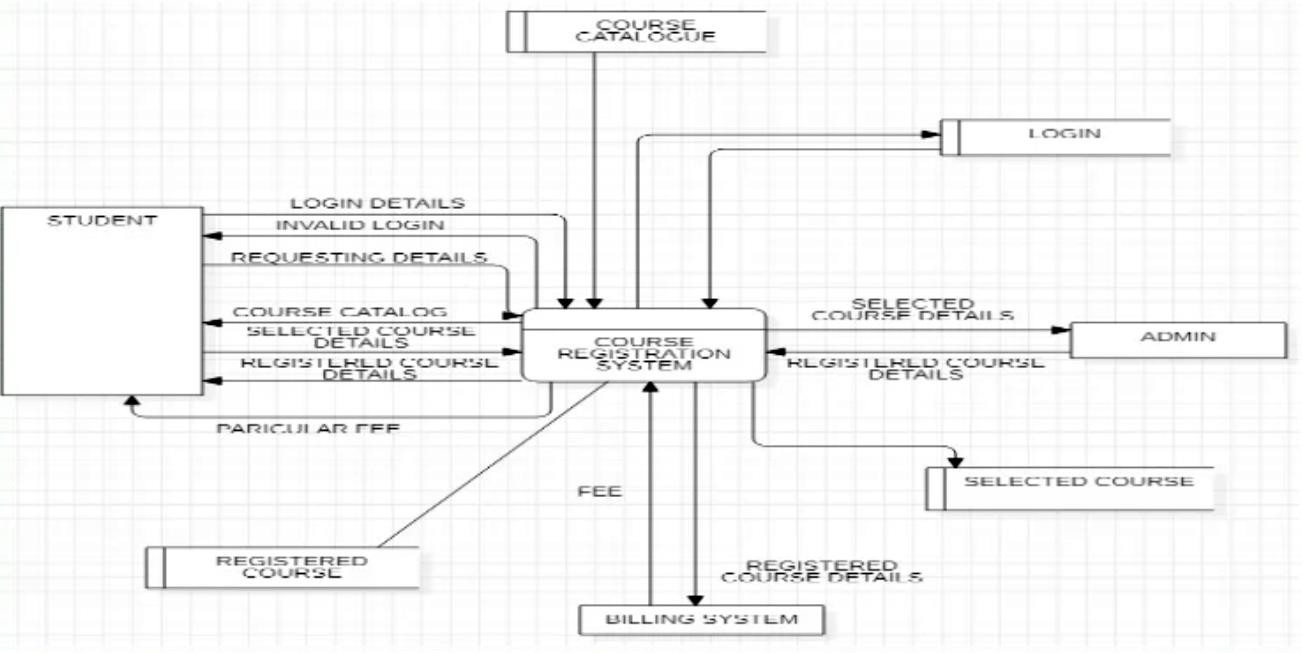 COURSE
CATALOGUE
LOGIN
STUDENT
LOGIN DETAILS
INVALID LOGIN
REQUESTING DETAILS
COURSE CATALOG
SELECTED COURSE
DETAILS
REGISTERED COURSE
DETAILS
PARICULAR FEE
COURSE
REGISTRATION
SYSTEM
SELECTED
COURSE DETAILS
ADMIN
REGISTERED COURSE
DETAILS
SELECTED COURSE
FEE
REGISTERED
COURSE
REGISTERED
COURSE DETAILS
BILLING SYSTEM